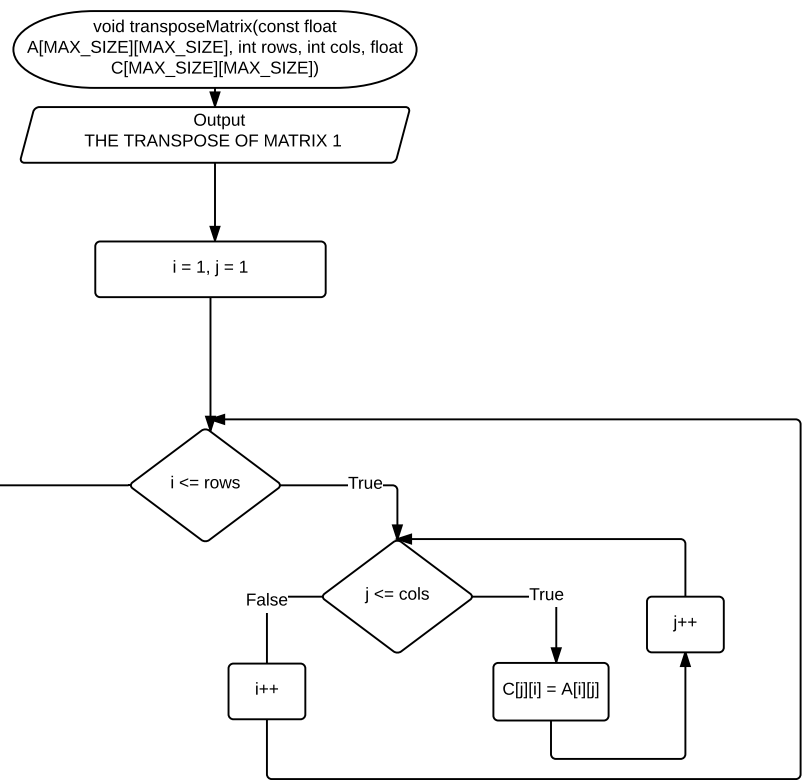 void transposeMatrix(const float
A[MAX_SIZE][MAX_SIZE], int rows, int cols, float
C[MAX_SIZE][MAX_SIZE])
Output
THE TRANSPOSE OF MATRIX 1
i = 1, j = 1
i <= rows
True
j <= cols
False
True
j++
i++
C[j][i] = A[i][j]